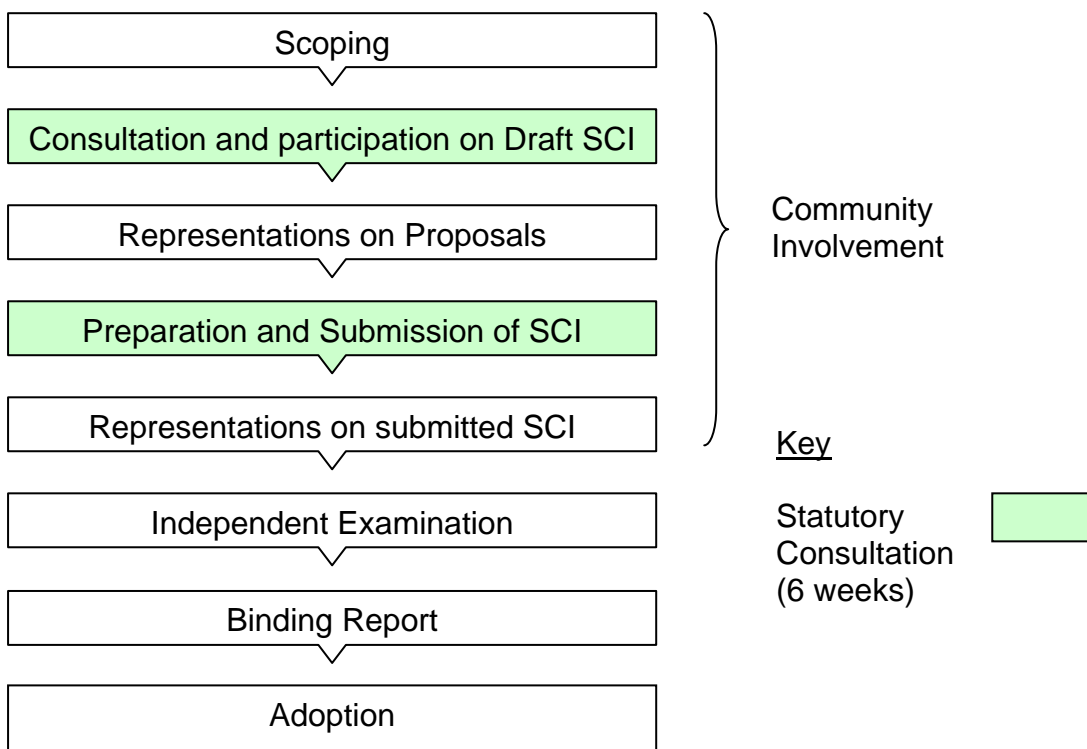 Scoping
Consultation and participation on Draft SCI
Representations on Proposals
Preparation and Submission of SCI
Representations on submitted SCI
Independent Examination
Binding Report
Adoption
Community
Involvement
Key
Statutory
Consultation
(6 weeks)